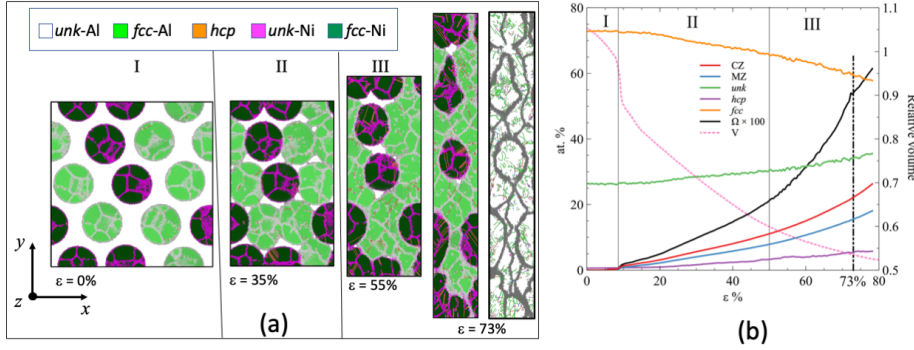 unk-Al fcc-Al hcp unk-Ni fcc-Ni
I II III
y
z x
ε = 0% ε = 35% ε = 55% ε = 73%
(a)
I II III
80
60
40
20
0
at. %
1.1
1
0.9
0.8
0.7
0.6
0.5
Relative volume
CZ
MZ
unk
hcp
fcc
Ω × 100
V
0 20 40 60 73% 80
ε %
(b)